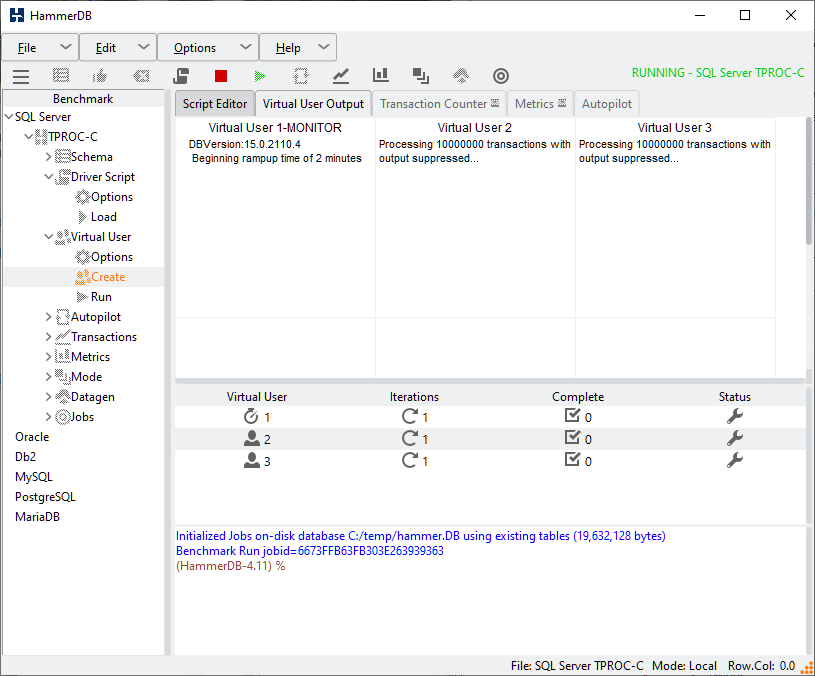 HammerDB
File Edit Options Help
RUNNING - SQL Server TPROC-C
Benchmark
SQL Server
TPROC-C
Schema
Driver Script
Options
Load
Virtual User
Options
Create
Run
Autopilot
Transactions
Metrics
Mode
Datagen
Jobs
Oracle
Db2
MySQL
PostgreSQL
MariaDB
Script Editor Virtual User Output Transaction Counter Metrics Autopilot
Virtual User 1-MONITOR
DBVersion:15.0.2110.4
Beginning rampup time of 2 minutes
Virtual User 2
Processing 10000000 transactions with
output suppressed...
Virtual User 3
Processing 10000000 transactions with
output suppressed...
Virtual User Iterations Complete Status
1 1 0
2 1 0
3 1 0
Initialized Jobs on-disk database C:/temp/hammer.DB using existing tables (19,632,128 bytes)
Benchmark Run jobid=6673FFB63FB303E263939363
(HammerDB-4.11) %
File: SQL Server TPROC-C Mode: Local Row.Col: 0.0